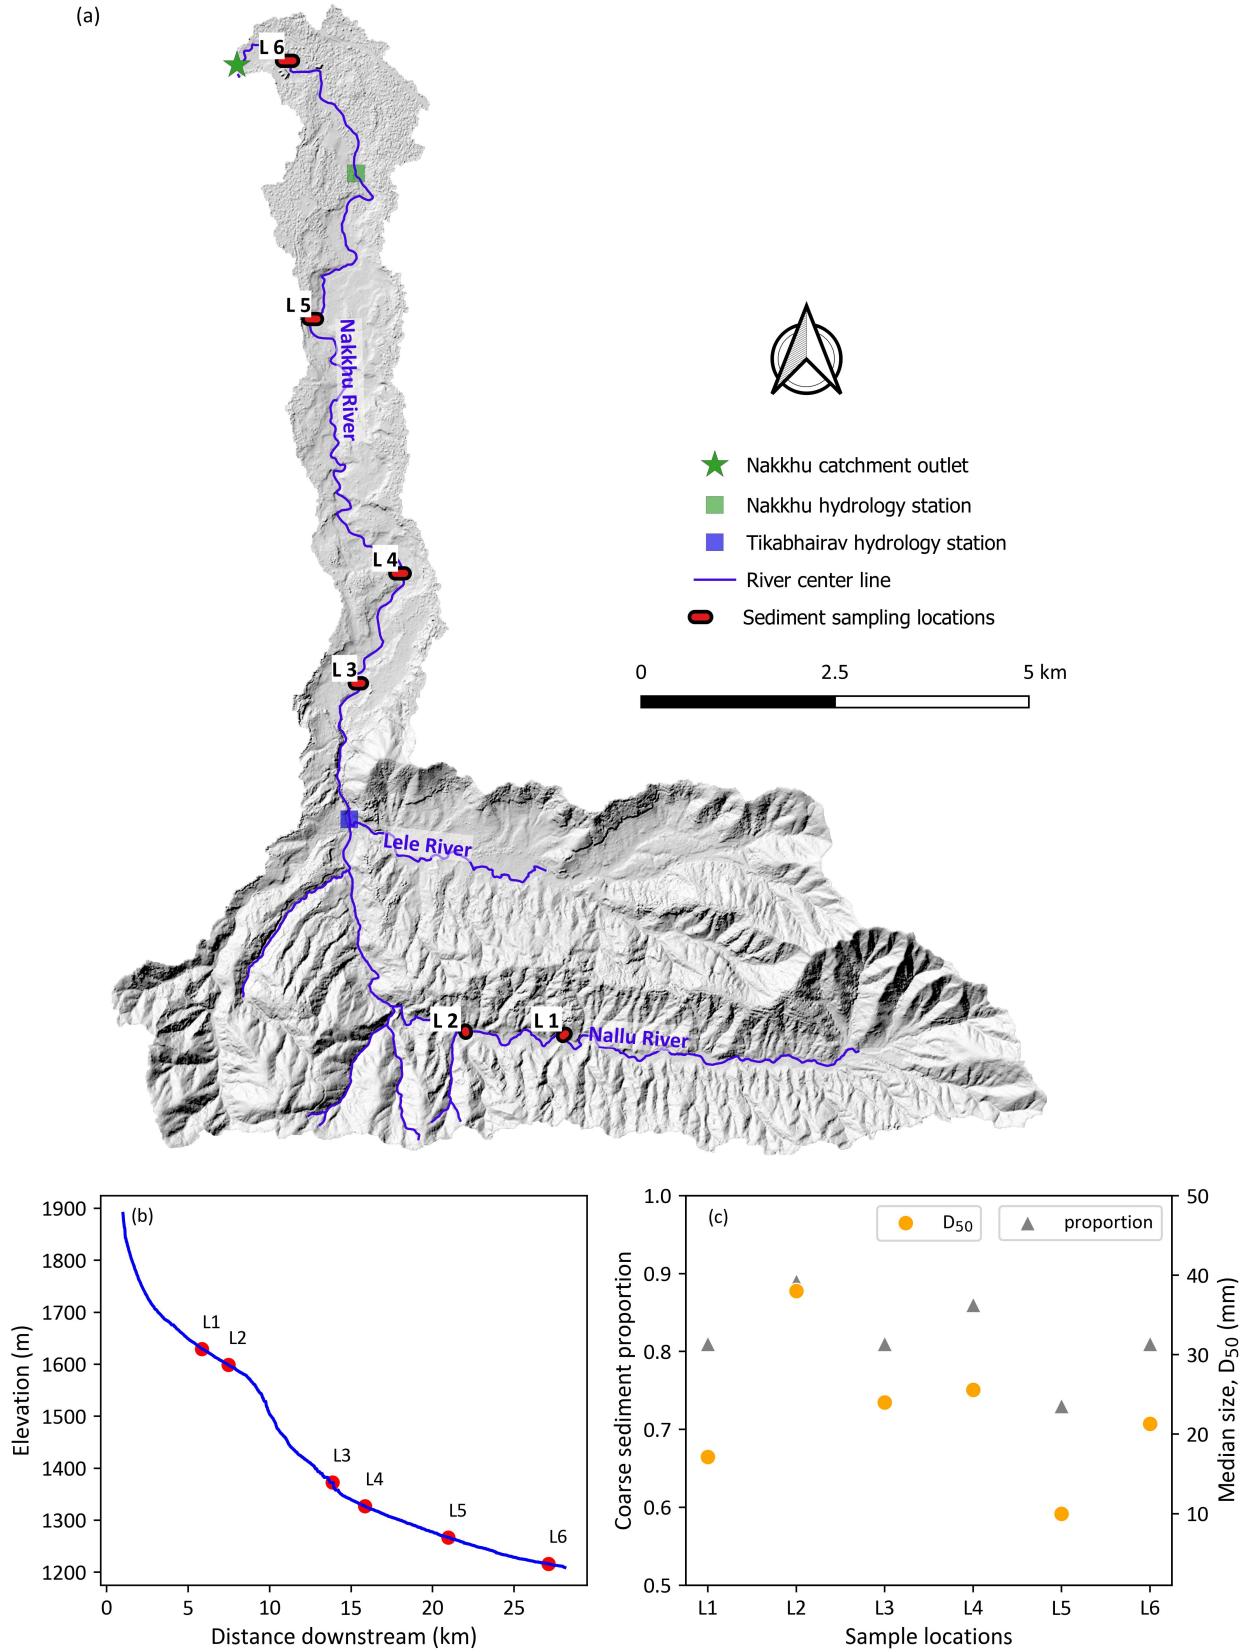 (a)
L 6
L 5
Nakkhu River
L 4
L 3
Lele River
L 2
L 1
Nallu River
Nakkhu catchment outlet
Nakkhu hydrology station
Tikabhairav hydrology station
River center line
Sediment sampling locations
0 2.5 5 km
(b)
Elevation (m)
1900
1800
1700
1600
1500
1400
1300
1200
L1
L2
L3
L4
L5
L6
0 5 10 15 20 25
Distance downstream (km)
(c)
D50
proportion
Coarse sediment proportion
1.0
0.9
0.8
0.7
0.6
0.5
50
40
30
20
10
Median size, D50 (mm)
L1 L2 L3 L4 L5 L6
Sample locations